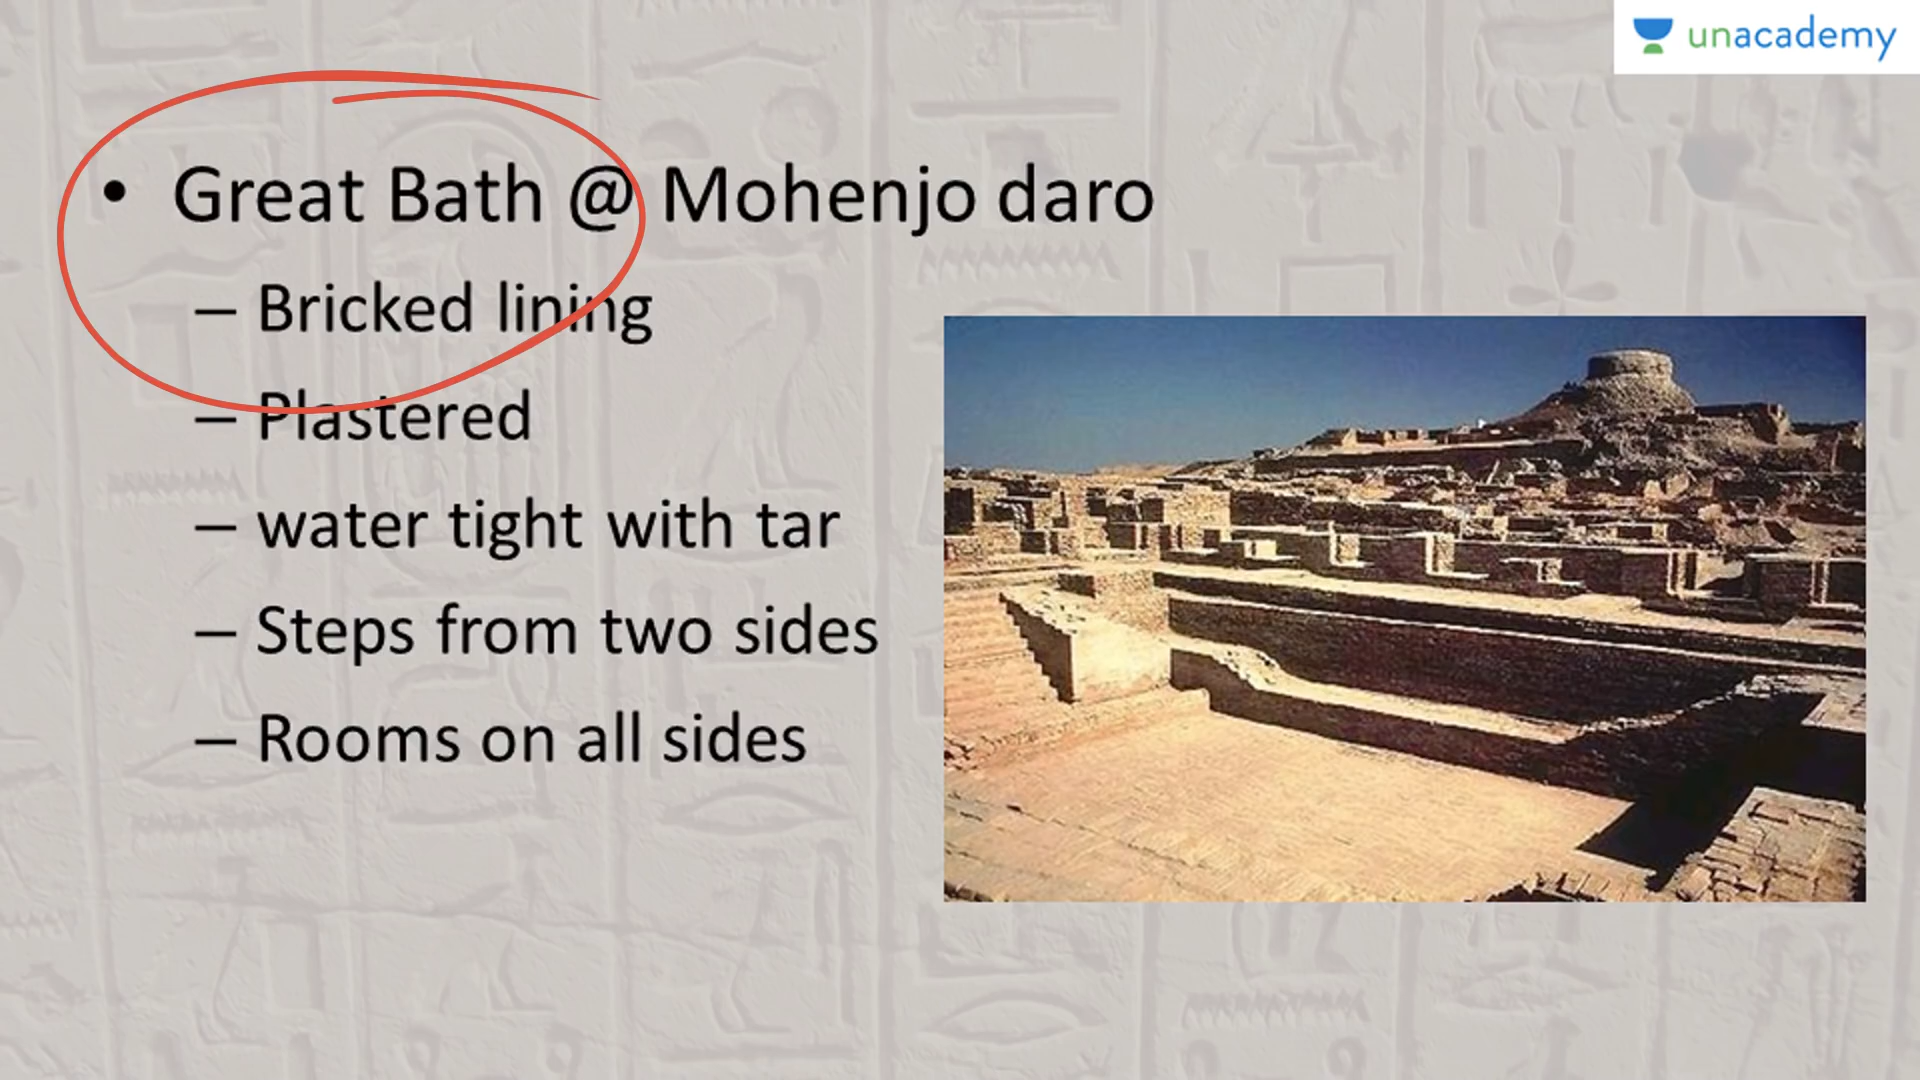 unacademy
• Great Bath @ Mohenjo daro
– Bricked lining
– Plastered
– water tight with tar
– Steps from two sides
– Rooms on all sides